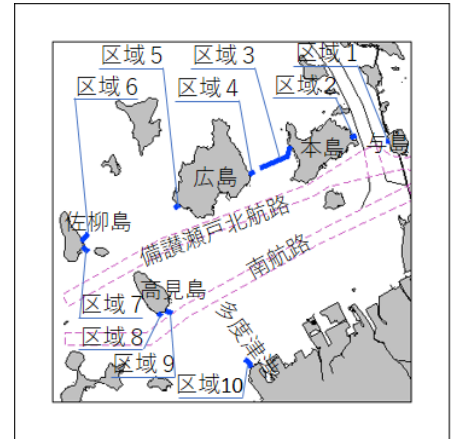 区域5
区域3
区域1
区域6
区域4
区域2
与島
本島
広島
佐柳島
備讃瀬戸北航路
南航路
高見島
区域7
多度津
区域8
区域9
区域10